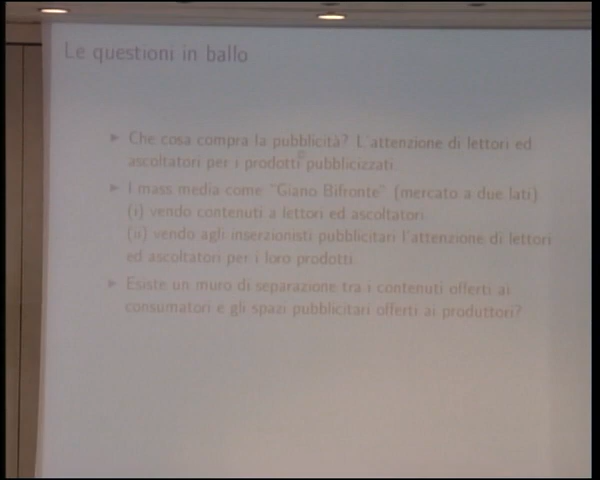 Le questioni in ballo
► Che cosa compra la pubblicità? L'attenzione di lettori ed
ascoltatori per i prodotti pubblicizzati.
► I mass media come "Giano Bifronte" (mercato a due lati)
(i) vendo contenuti a lettori ed ascoltatori
(ii) vendo agli inserzionisti pubblicitari l'attenzione di lettori
ed ascoltatori per i loro prodotti.
► Esiste un muro di separazione tra i contenuti offerti ai
consumatori e gli spazi pubblicitari offerti ai produttori?